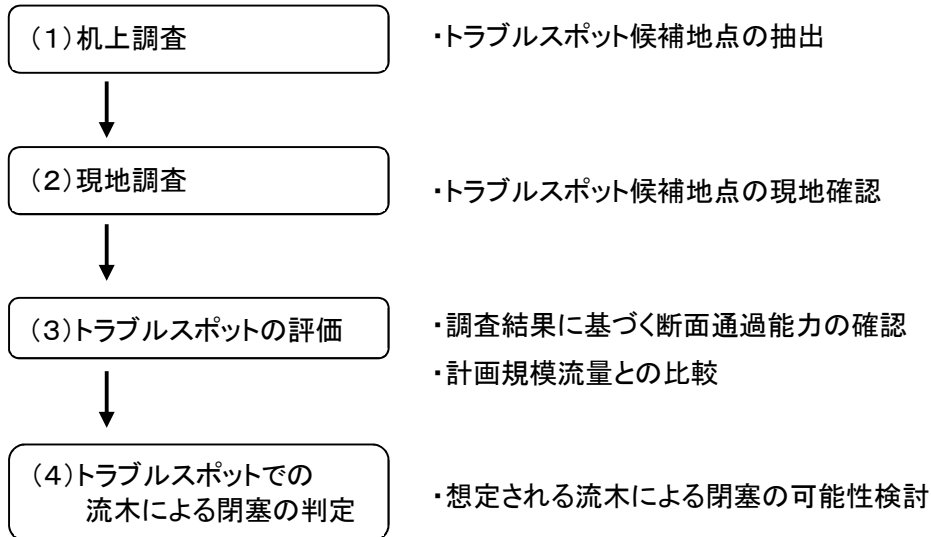 （１）机上調査
・トラブルスポット候補地点の抽出
（２）現地調査
・トラブルスポット候補地点の現地確認
（３）トラブルスポットの評価
・調査結果に基づく断面通過能力の確認
・計画規模流量との比較
（４）トラブルスポットでの
流木による閉塞の判定
・想定される流木による閉塞の可能性検討